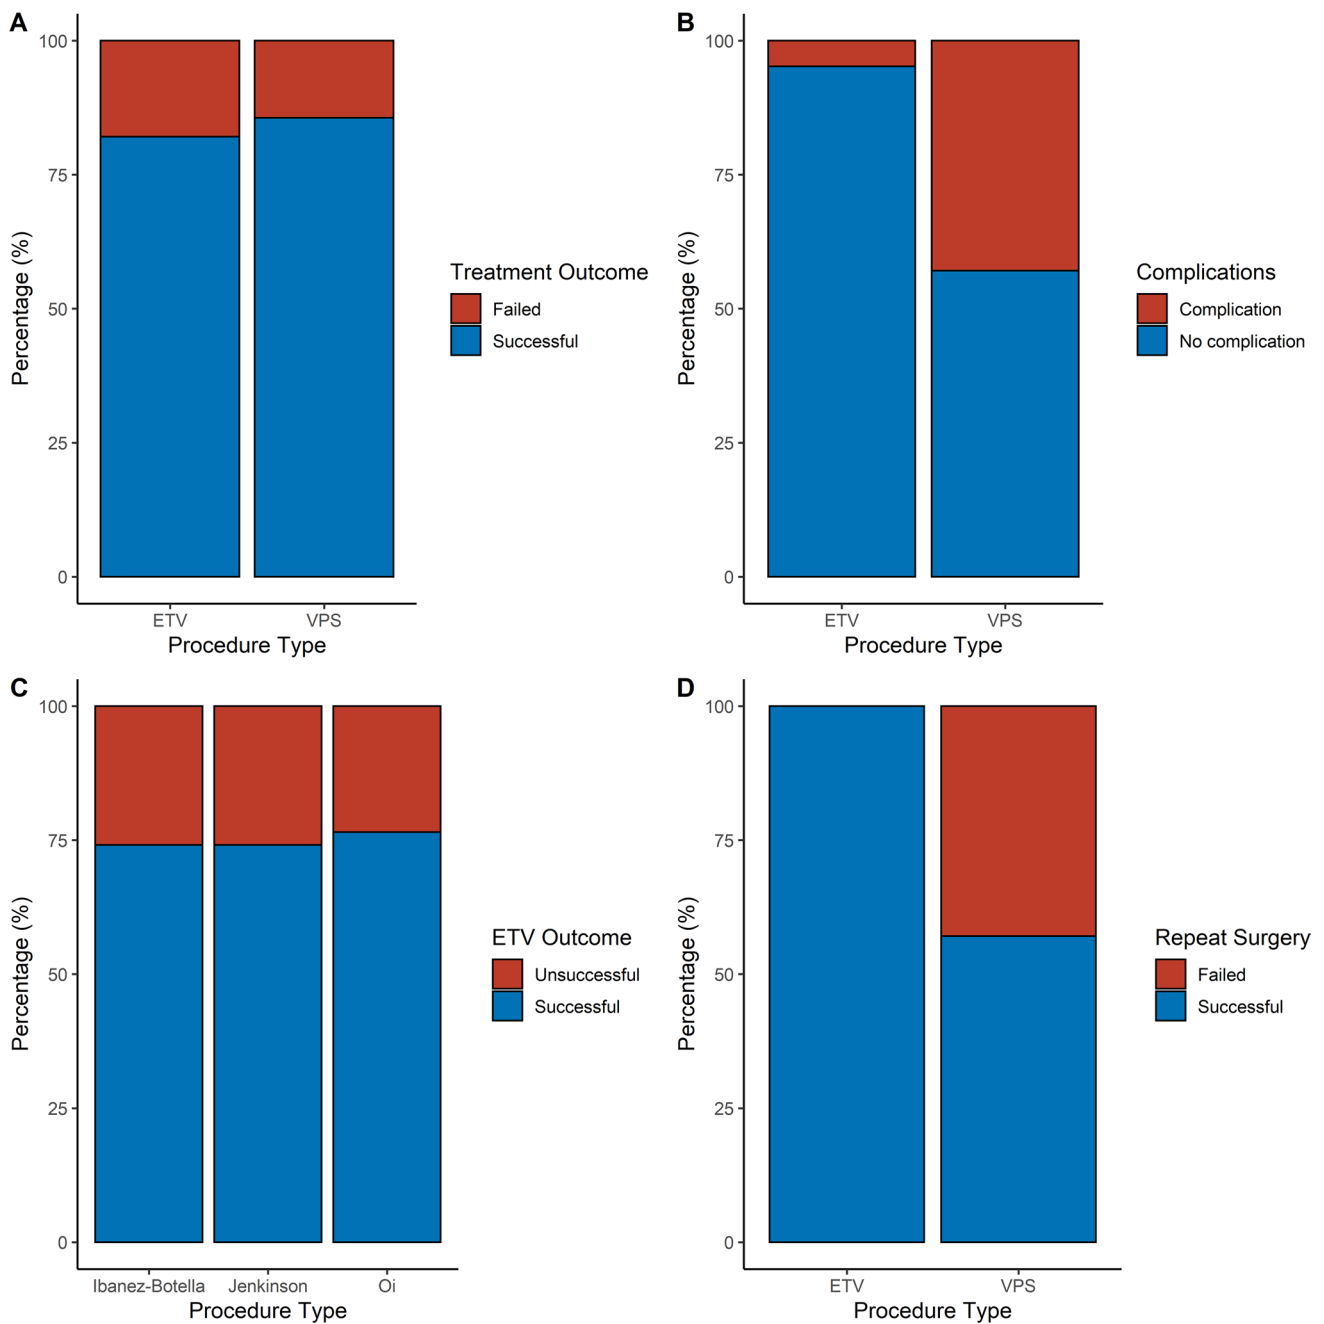 A
100
75
50
25
0
Percentage (%)
ETV
VPS
Procedure Type
Treatment Outcome
Failed
Successful
B
100
75
50
25
0
Percentage (%)
ETV
VPS
Procedure Type
Complications
Complication
No complication
C
100
75
50
25
0
Percentage (%)
Ibanez-Botella
Jenkinson
Oi
Procedure Type
ETV Outcome
Unsuccessful
Successful
D
100
75
50
25
0
Percentage (%)
ETV
VPS
Procedure Type
Repeat Surgery
Failed
Successful